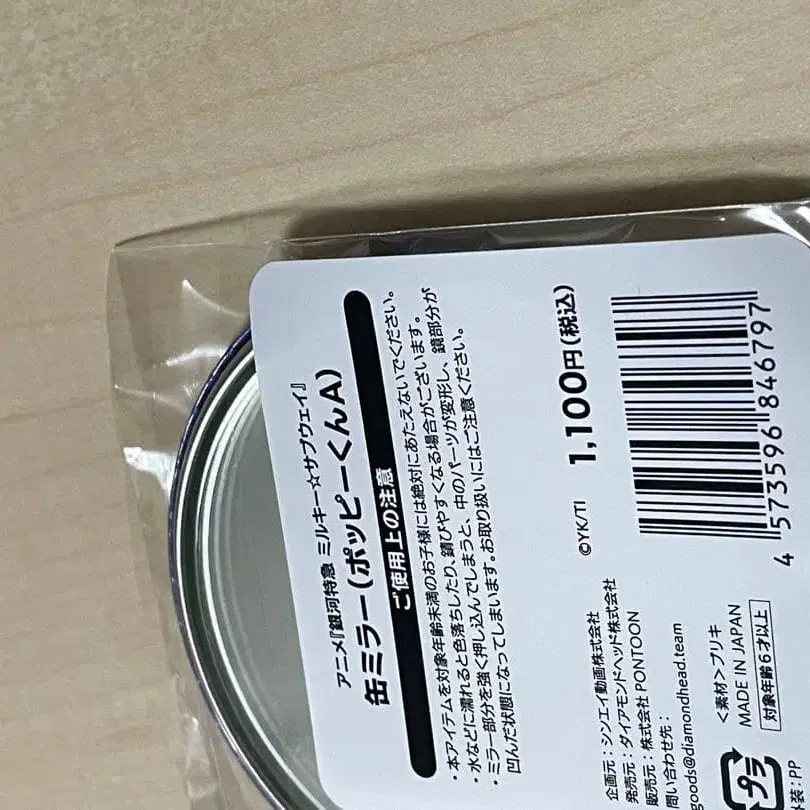 アニメ『銀河特急 ミルキー☆サブウェイ』
缶ミラー(ポッピーくんA)
ご使用上の注意
・本アイテムを対象年齢未満のお子様には絶対にあたえないでください。
・水などに濡れると色落ちしたり、錆びやすくなる場合がございます。
・ミラー部分を強く押し込んでしまうと、中のパーツが変形し、鏡部分が
凹んだ状態になってしまいます。お取り扱いにはご注意ください。
©YK/TI
1,100円(税込)
4 573596 846797
企画元:シンエイ動画株式会社
発売元:ダイアモンドヘッド株式会社
販売元:株式会社PONTOON
問い合わせ先:
goods@diamondhead.team
<素材>ブリキ
MADE IN JAPAN
対象年齢6才以上
プラ
装:PP